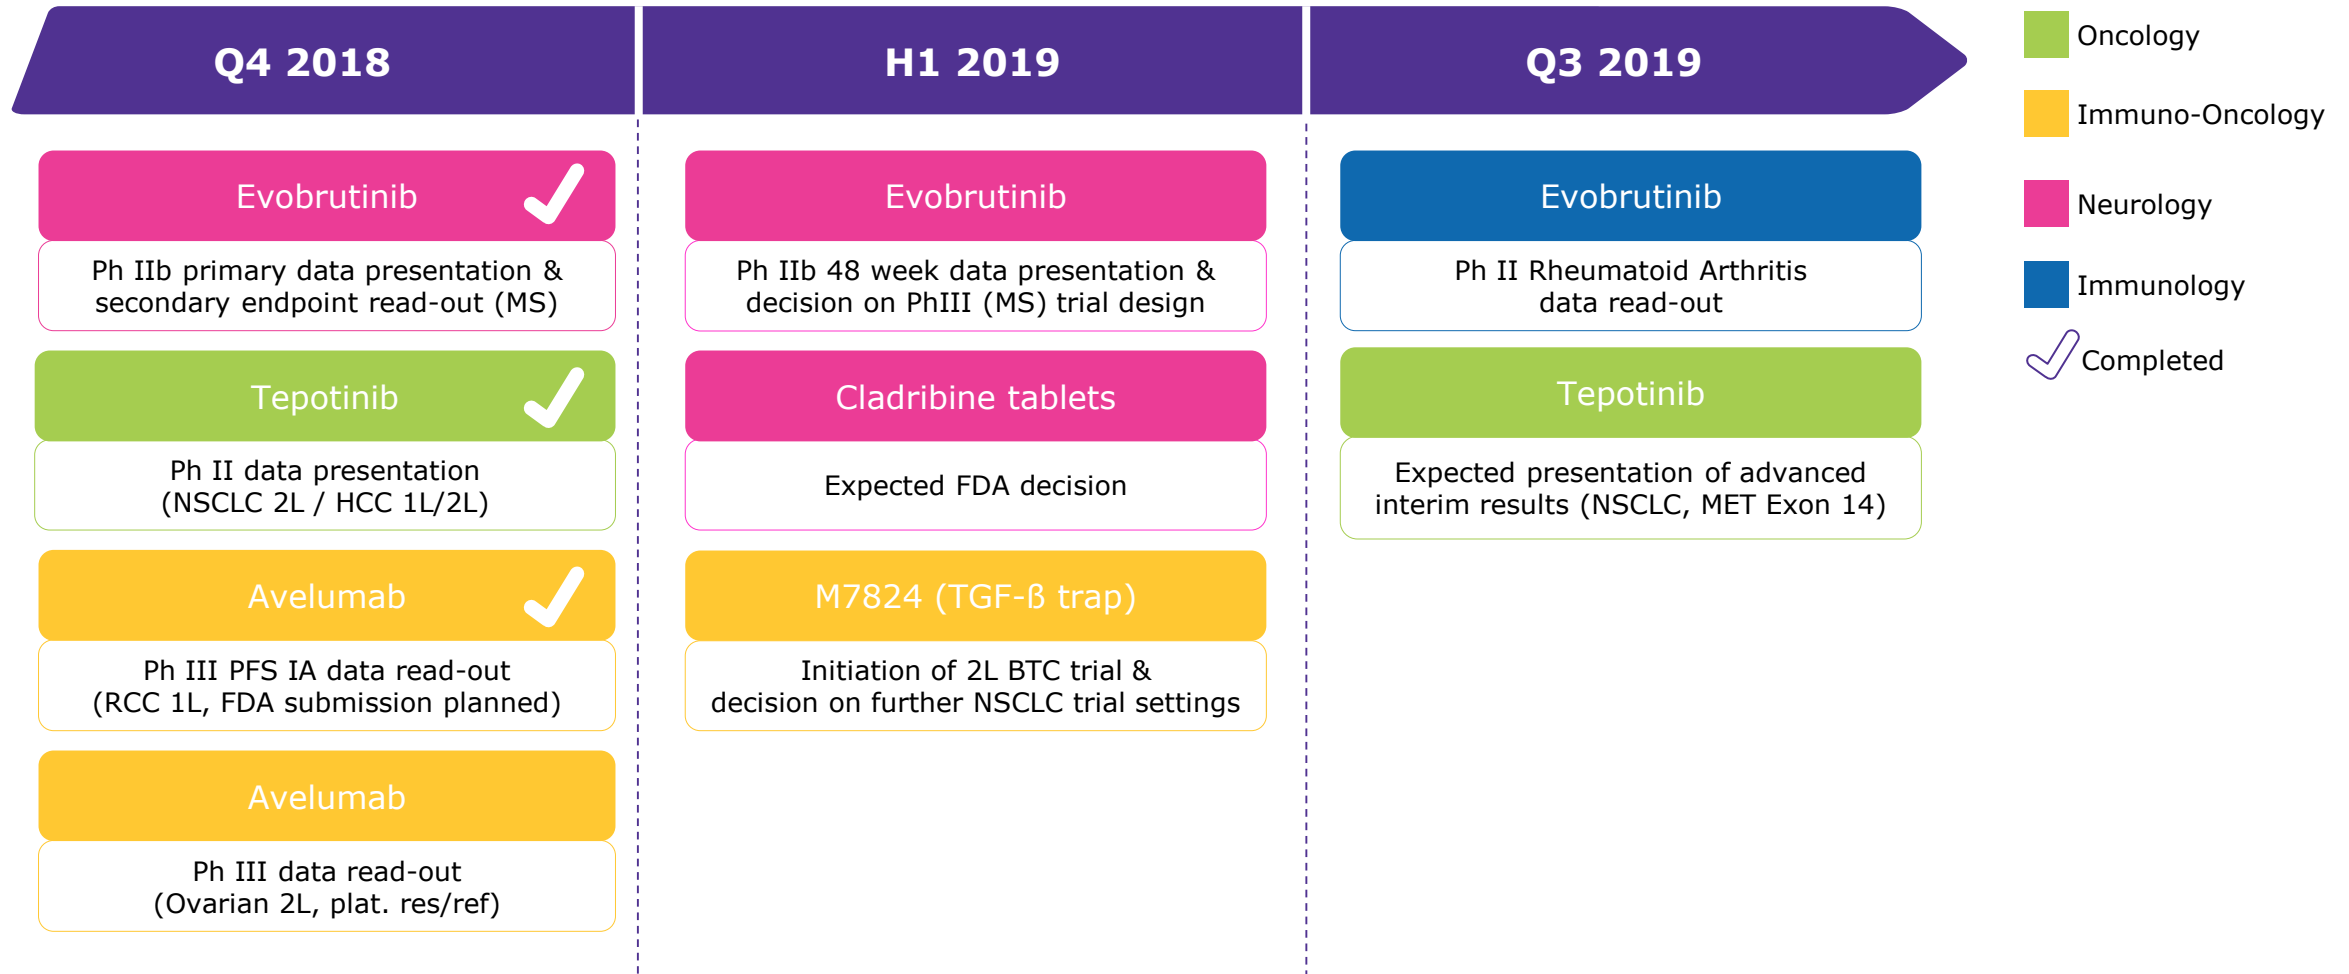 Q4 2018
H1 2019
Q3 2019
Evobrutinib
Ph IIb primary data presentation &
secondary endpoint read-out (MS)
Tepotinib
Ph II data presentation
(NSCLC 2L / HCC 1L/2L)
Avelumab
Ph III PFS IA data read-out
(RCC 1L, FDA submission planned)
Avelumab
Ph III data read-out
(Ovarian 2L, plat. res/ref)
Evobrutinib
Ph IIb 48 week data presentation &
decision on PhIII (MS) trial design
Cladribine tablets
Expected FDA decision
M7824 (TGF-ß trap)
Initiation of 2L BTC trial &
decision on further NSCLC trial settings
Evobrutinib
Ph II Rheumatoid Arthritis
data read-out
Tepotinib
Expected presentation of advanced
interim results (NSCLC, MET Exon 14)
Oncology
Immuno-Oncology
Neurology
Immunology
Completed